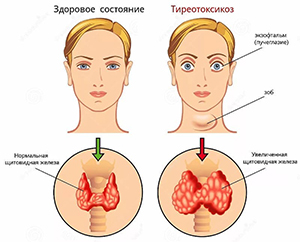 Здоровое состояние
Тиреотоксикоз
экзофтальм
(пучеглазие)
зоб
Нормальная
щитовидная железа
Увеличенная
щитовидная железа